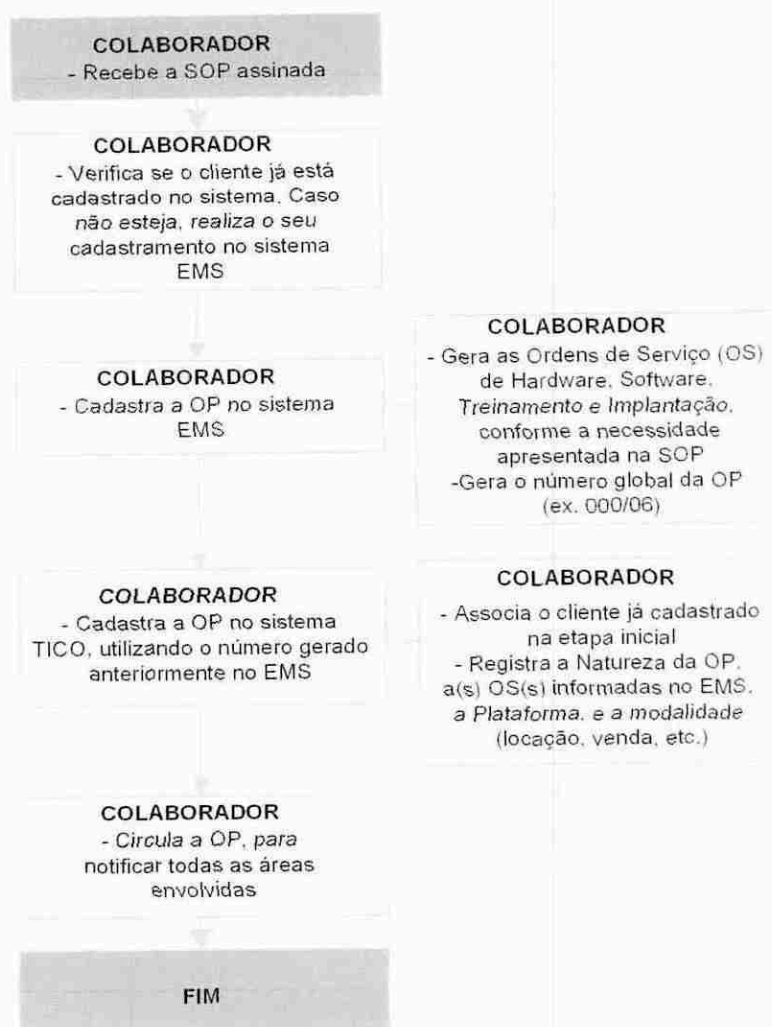 COLABORADOR
- Recebe a SOP assinada
COLABORADOR
- Verifica se o cliente já está
cadastrado no sistema. Caso
não esteja, realiza o seu
cadastramento no sistema
EMS
COLABORADOR
- Cadastra a OP no sistema
EMS
COLABORADOR
- Gera as Ordens de Serviço (OS)
de Hardware, Software,
Treinamento e Implantação,
conforme a necessidade
apresentada na SOP
-Gera o número global da OP
(ex. 000/06)
COLABORADOR
- Cadastra a OP no sistema
TICO, utilizando o número gerado
anteriormente no EMS
COLABORADOR
- Associa o cliente já cadastrado
na etapa inicial
- Registra a Natureza da OP,
a(s) OS(s) informadas no EMS,
a Plataforma, e a modalidade
(locação, venda, etc.)
COLABORADOR
- Circula a OP, para
notificar todas as áreas
envolvidas
FIM